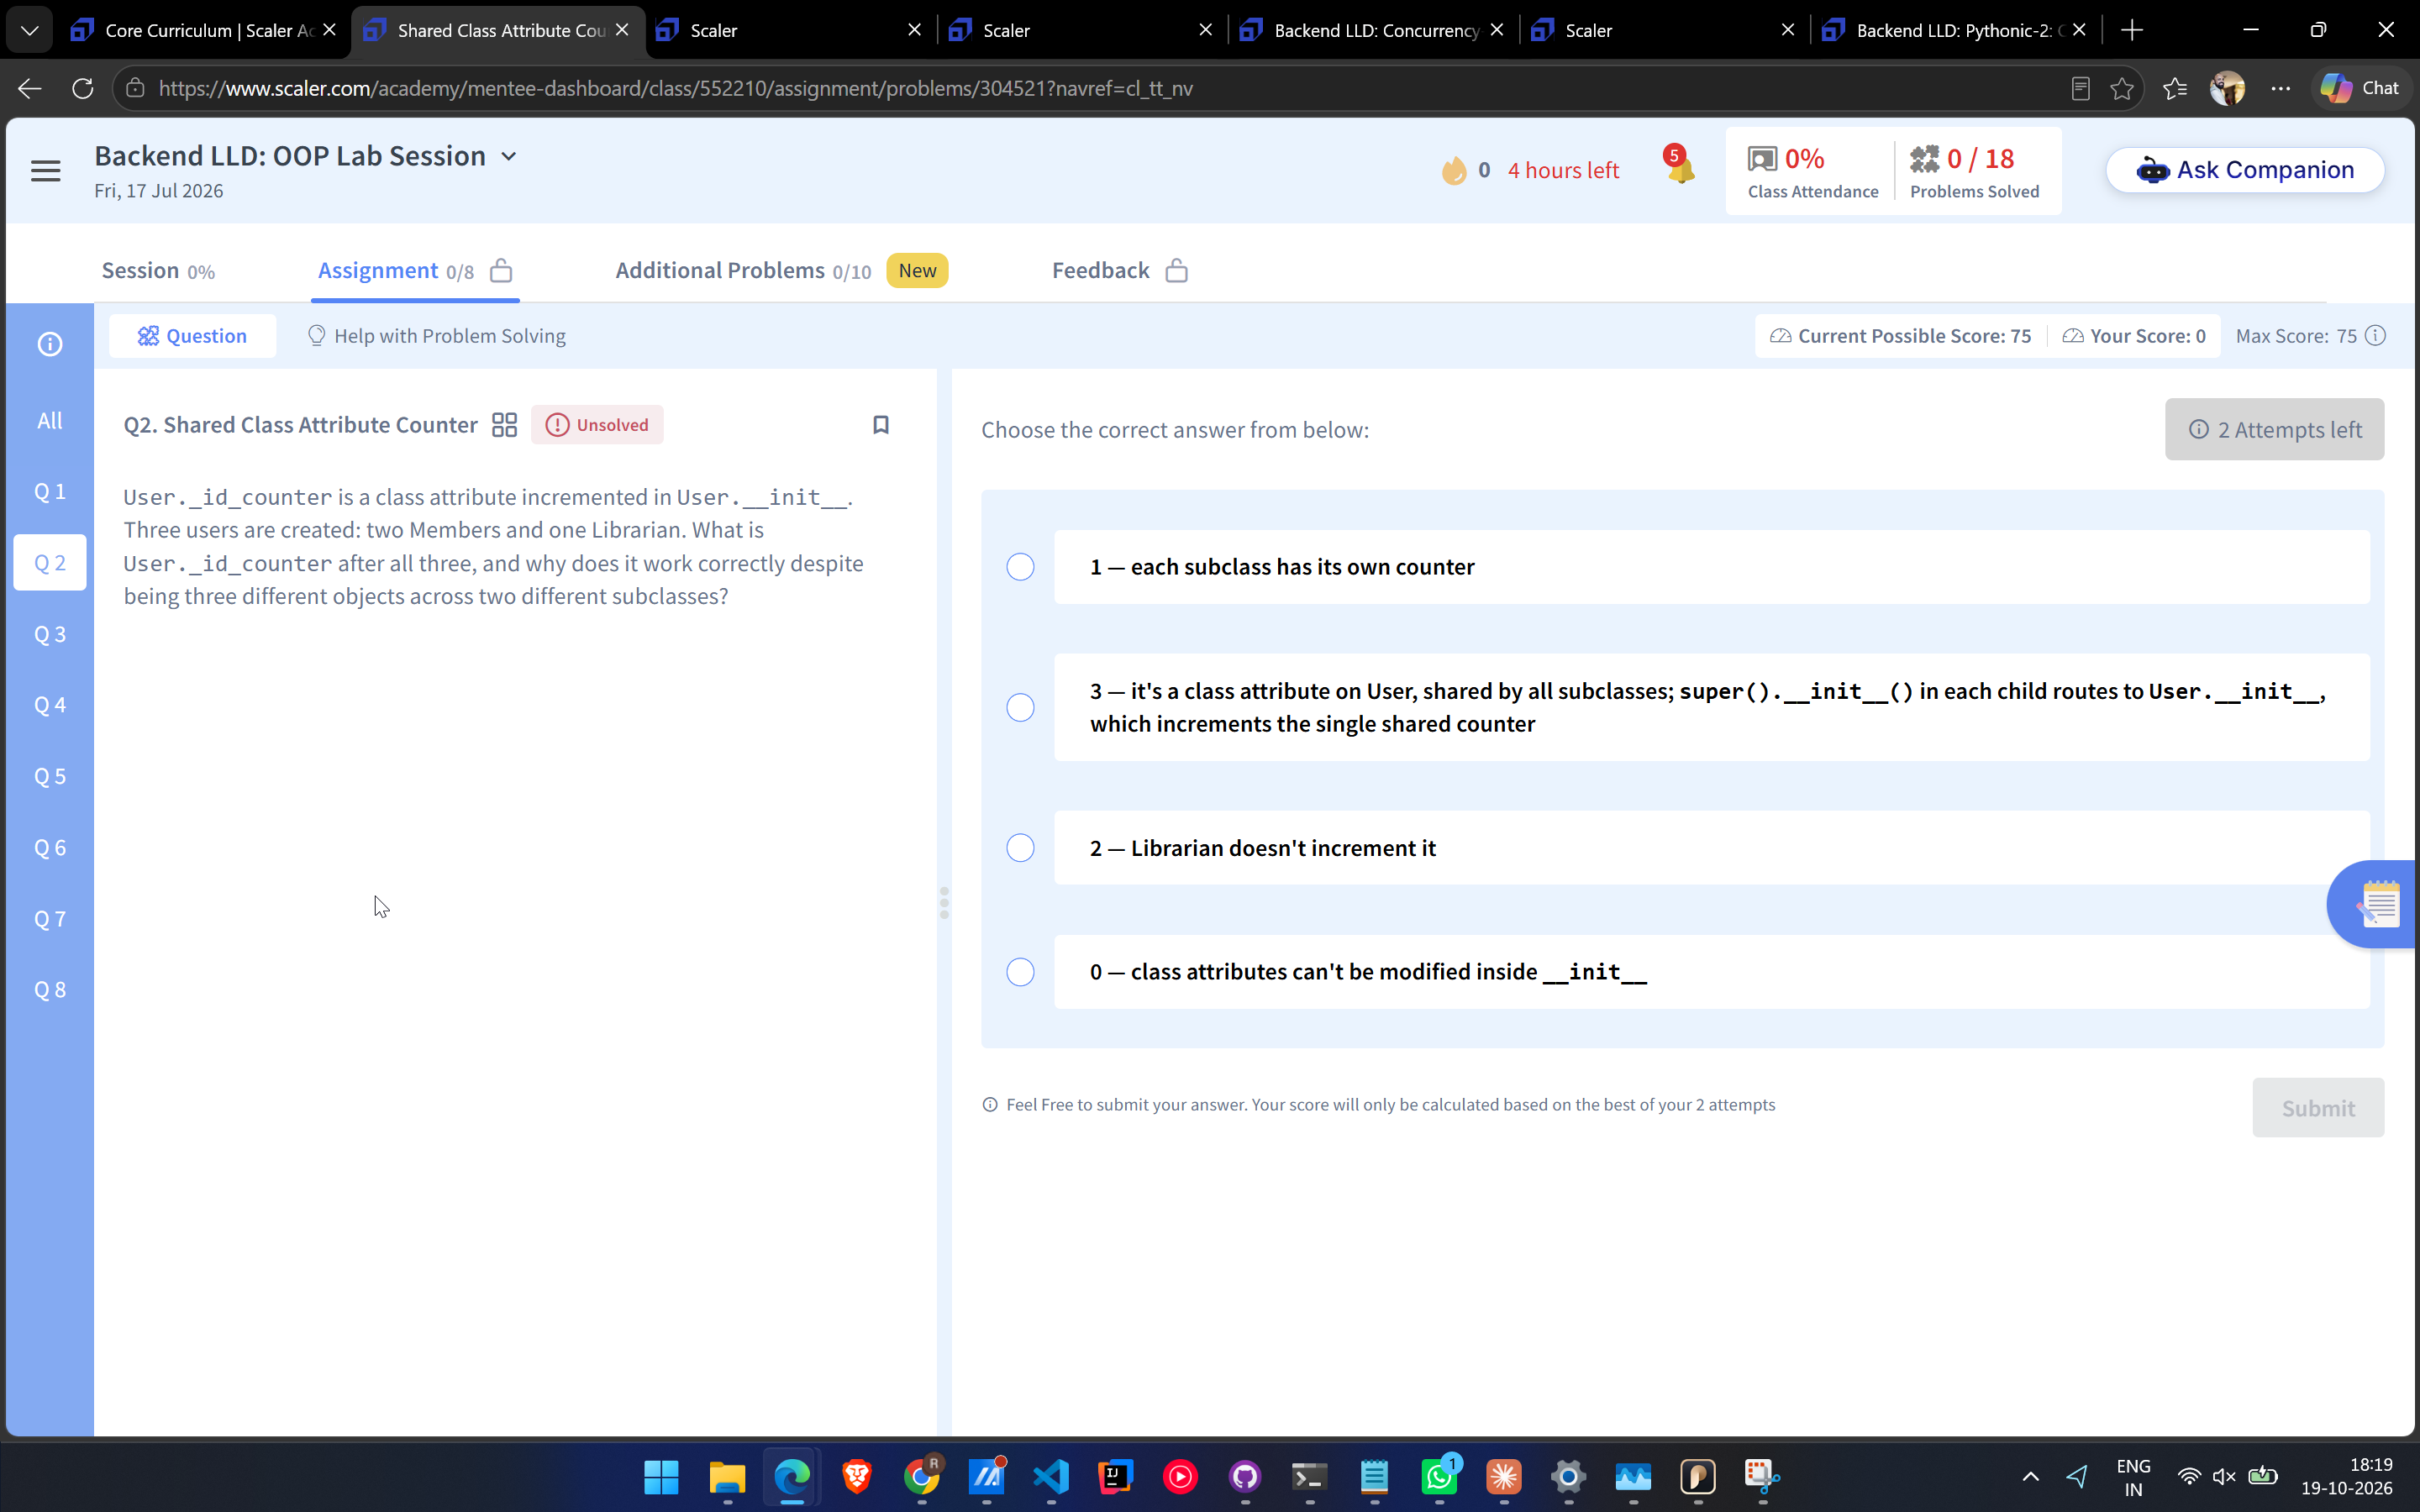 Core Curriculum | Scaler Ac
Shared Class Attribute Cou
Scaler
Scaler
Backend LLD: Concurrency
Scaler
Backend LLD: Pythonic-2: C
https://www.scaler.com/academy/mentee-dashboard/class/552210/assignment/problems/304521?navref=cl_tt_nv
Chat
Backend LLD: OOP Lab Session
Fri, 17 Jul 2026
0
4 hours left
5
0%
Class Attendance
0 / 18
Problems Solved
Ask Companion
Session 0%
Assignment 0/8
Additional Problems 0/10
New
Feedback
Question
Help with Problem Solving
Current Possible Score: 75
Your Score: 0
Max Score: 75
All
Q 1
Q 2
Q 3
Q 4
Q 5
Q 6
Q 7
Q 8
Q2. Shared Class Attribute Counter
Unsolved
User._id_counter is a class attribute incremented in User.__init__.
Three users are created: two Members and one Librarian. What is
User._id_counter after all three, and why does it work correctly despite
being three different objects across two different subclasses?
Choose the correct answer from below:
2 Attempts left
1 — each subclass has its own counter
3 — it's a class attribute on User, shared by all subclasses; super().__init__() in each child routes to User.__init__,
which increments the single shared counter
2 — Librarian doesn't increment it
0 — class attributes can't be modified inside __init__
Feel Free to submit your answer. Your score will only be calculated based on the best of your 2 attempts
Submit
R
IJ
1
ENG
IN
18:19
19-10-2026